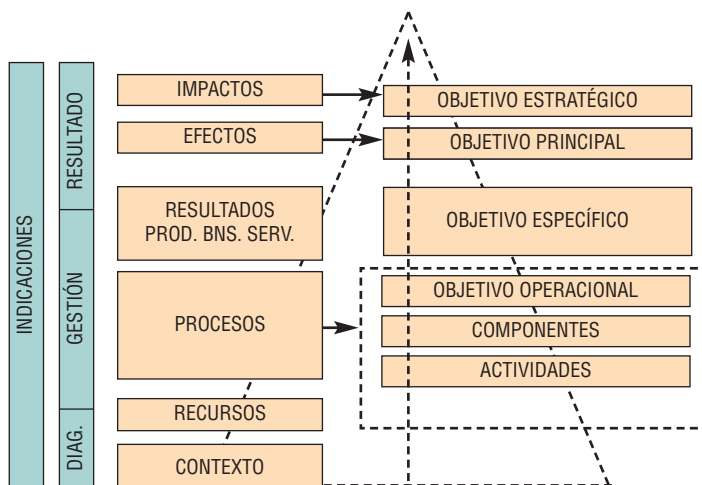 INDICACIONES
RESULTADO
GESTIÓN
DIAG.
IMPACTOS
EFECTOS
RESULTADOS
PROD. BNS. SERV.
PROCESOS
RECURSOS
CONTEXTO
OBJETIVO ESTRATÉGICO
OBJETIVO PRINCIPAL
OBJETIVO ESPECÍFICO
OBJETIVO OPERACIONAL
COMPONENTES
ACTIVIDADES